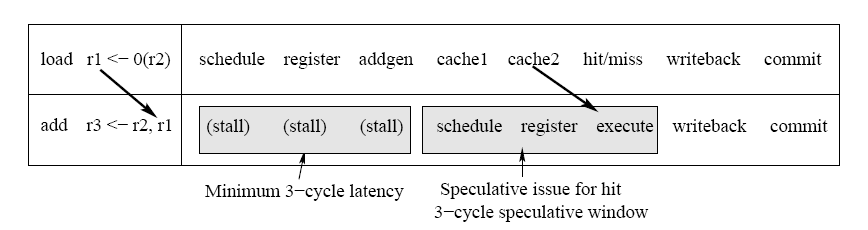 load r1 <- 0(r2) schedule register addgen cache1 cache2 hit/miss writeback commit
add r3 <- r2, r1 (stall) (stall) (stall) schedule register execute writeback commit
Minimum 3-cycle latency
Speculative issue for hit
3-cycle speculative window